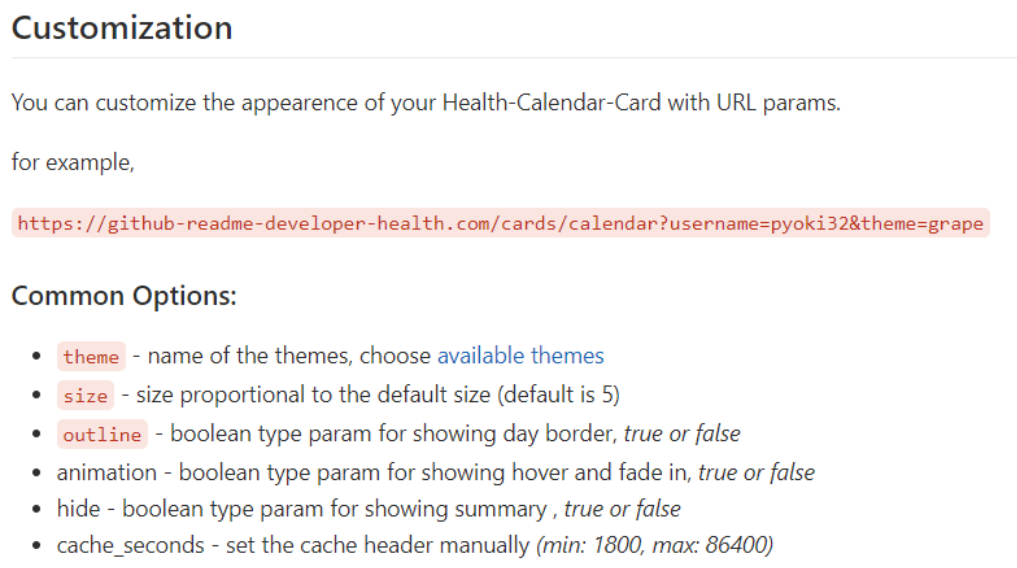 Customization
You can customize the appearence of your Health-Calendar-Card with URL params.
for example,
https://github-readme-developer-health.com/cards/calendar?username=pyoki32&theme=grape
Common Options:
• theme - name of the themes, choose available themes
• size - size proportional to the default size (default is 5)
• outline - boolean type param for showing day border, true or false
• animation - boolean type param for showing hover and fade in, true or false
• hide - boolean type param for showing summary , true or false
• cache_seconds - set the cache header manually (min: 1800, max: 86400)